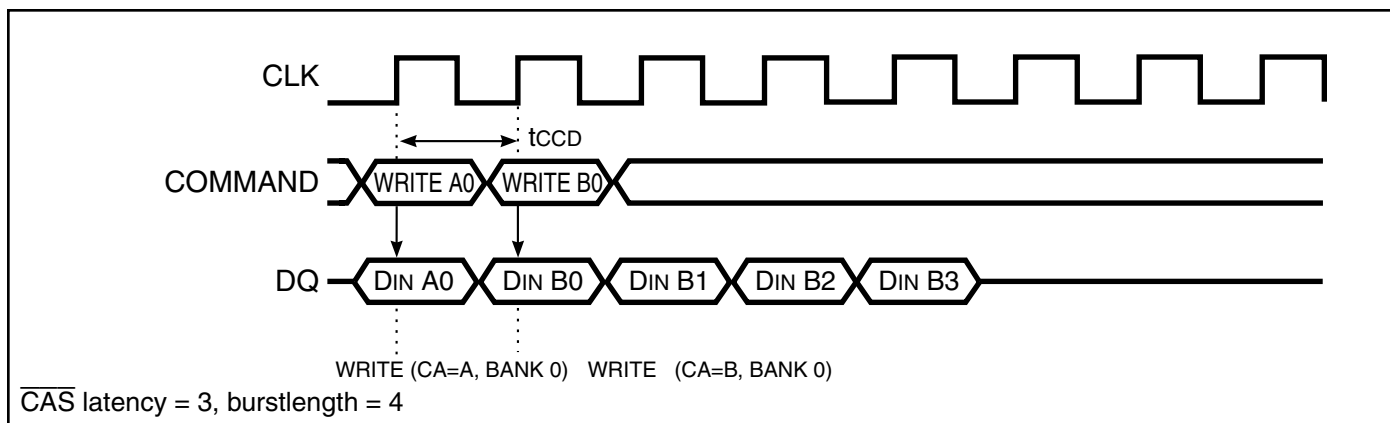 CLK
tCCD
COMMAND WRITE A0 WRITE B0
DQ DIN A0 DIN B0 DIN B1 DIN B2 DIN B3
WRITE (CA=A, BANK 0) WRITE (CA=B, BANK 0)
CAS latency = 3, burstlength = 4